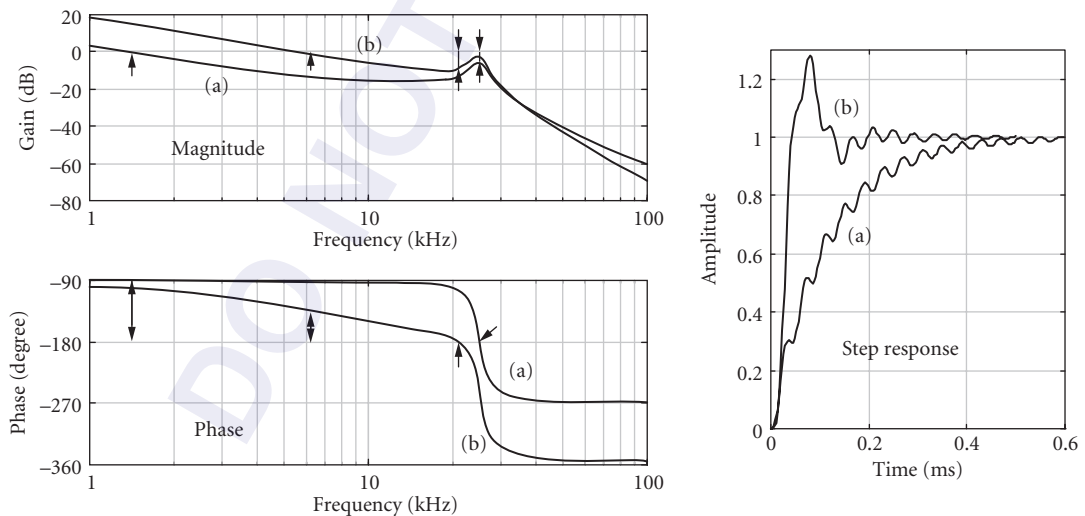 20
0
−20
−40
−60
−80
Gain (dB)
(b)
(a)
Magnitude
1
10
100
Frequency (kHz)
−90
−180
−270
−360
Phase (degree)
(a)
(b)
Phase
1
10
100
Frequency (kHz)
1.2
1
0.8
0.6
0.4
0.2
0
Amplitude
(b)
(a)
Step response
0
0.2
0.4
0.6
Time (ms)
DO NOT